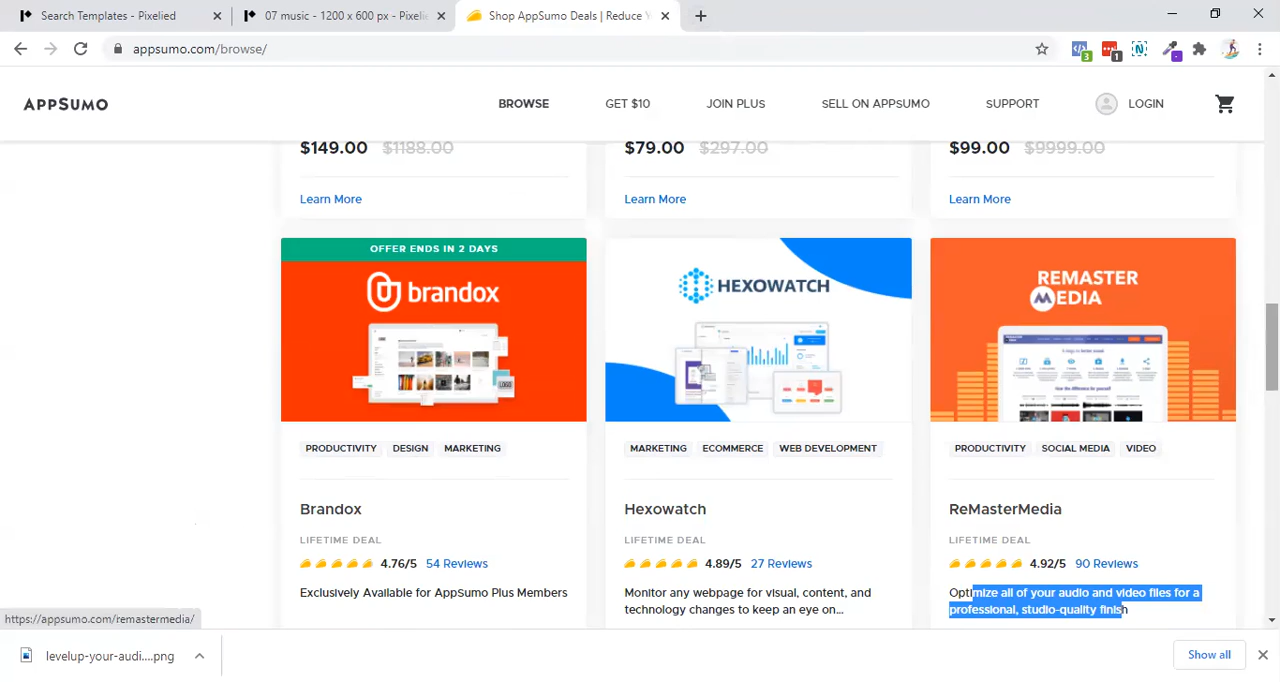 Search Templates - Pixelied
07 music - 1200 x 600 px - Pixelie
Shop AppSumo Deals | Reduce Y
appsumo.com/browse/
3
1
APPSUMO
BROWSE
GET $10
JOIN PLUS
SELL ON APPSUMO
SUPPORT
LOGIN
$149.00 $1188.00
$79.00 $297.00
$99.00 $9999.00
Learn More
Learn More
Learn More
OFFER ENDS IN 2 DAYS
brandox
LOGO
HEXOWATCH
REMASTER
MEDIA
PRODUCTIVITY DESIGN MARKETING
MARKETING ECOMMERCE WEB DEVELOPMENT
PRODUCTIVITY SOCIAL MEDIA VIDEO
Brandox
LIFETIME DEAL
4.76/5 54 Reviews
Exclusively Available for AppSumo Plus Members
Hexowatch
LIFETIME DEAL
4.89/5 27 Reviews
Monitor any webpage for visual, content, and
technology changes to keep an eye on...
ReMasterMedia
LIFETIME DEAL
4.92/5 90 Reviews
Optimize all of your audio and video files for a
professional, studio-quality finish
https://appsumo.com/remastermedia/
levelup-your-audi....png
Show all